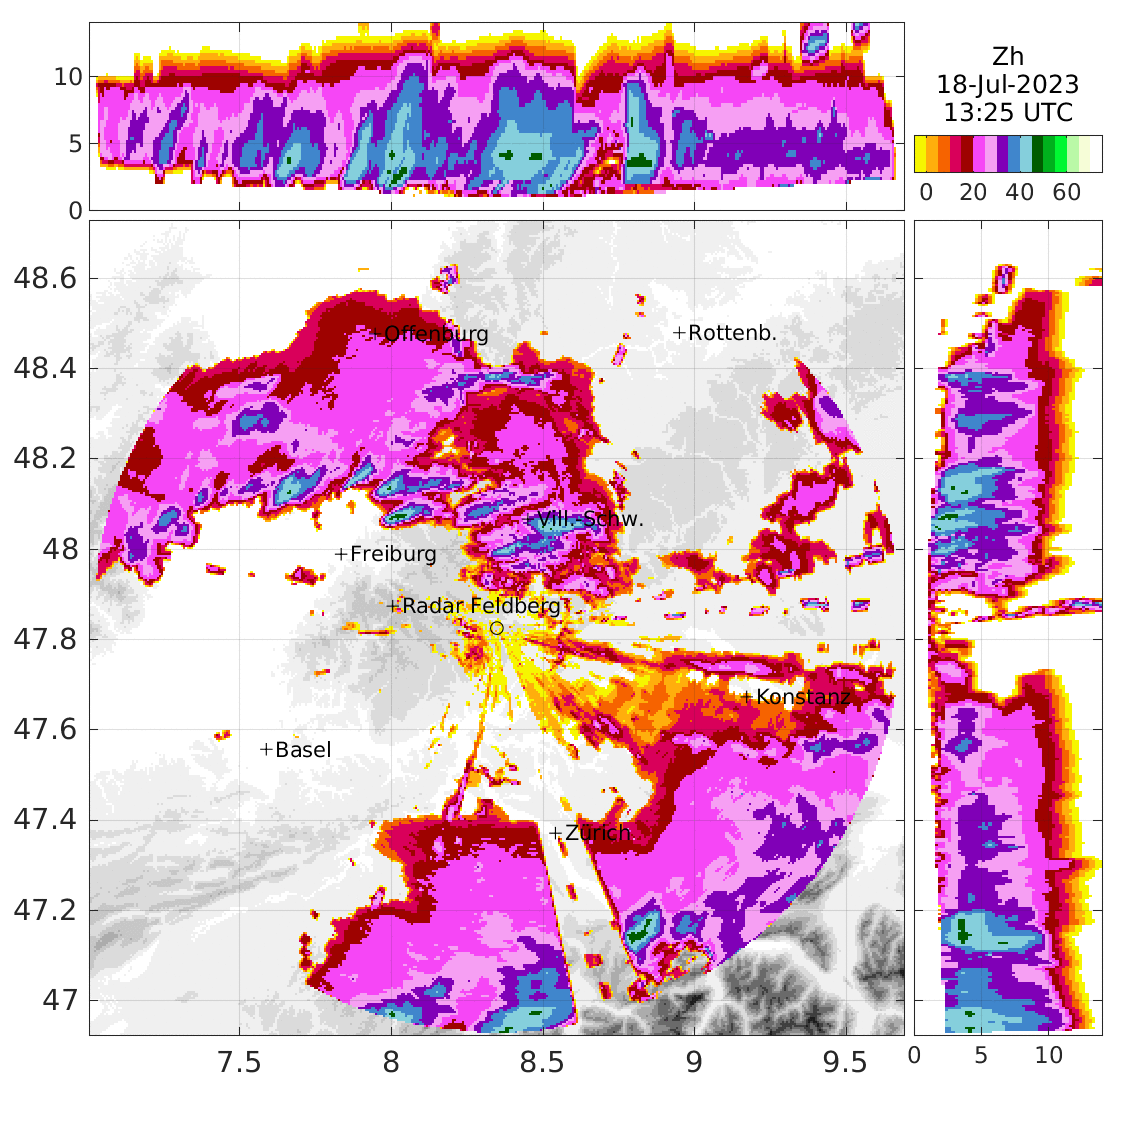 10
5
0
Zh
18-Jul-2023
13:25 UTC
0 20 40 60
48.6
48.4
48.2
48
47.8
47.6
47.4
47.2
47
+Offenburg
+Rottenb.
+Vill.-Schw.
+Freiburg
+Radar Feldberg
+Konstanz
+Basel
+Zürich
7.5 8 8.5 9 9.5
0 5 10